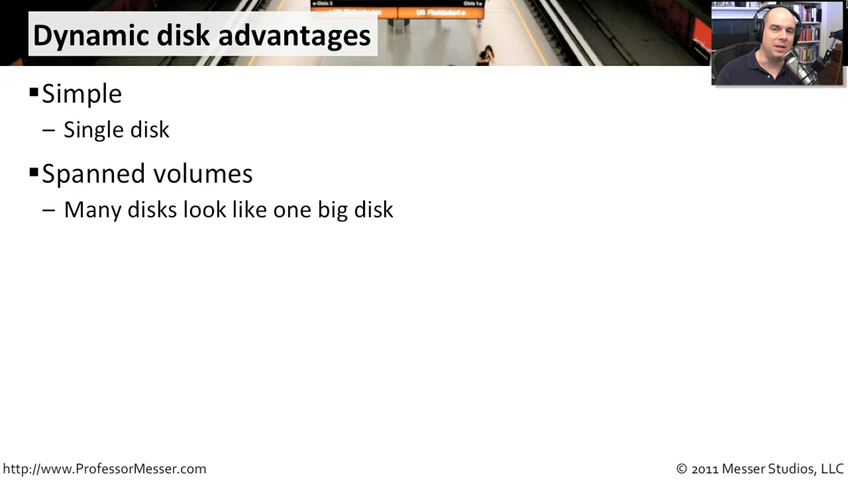 Dynamic disk advantages
▪Simple
– Single disk
▪Spanned volumes
– Many disks look like one big disk
http://www.ProfessorMesser.com
© 2011 Messer Studios, LLC